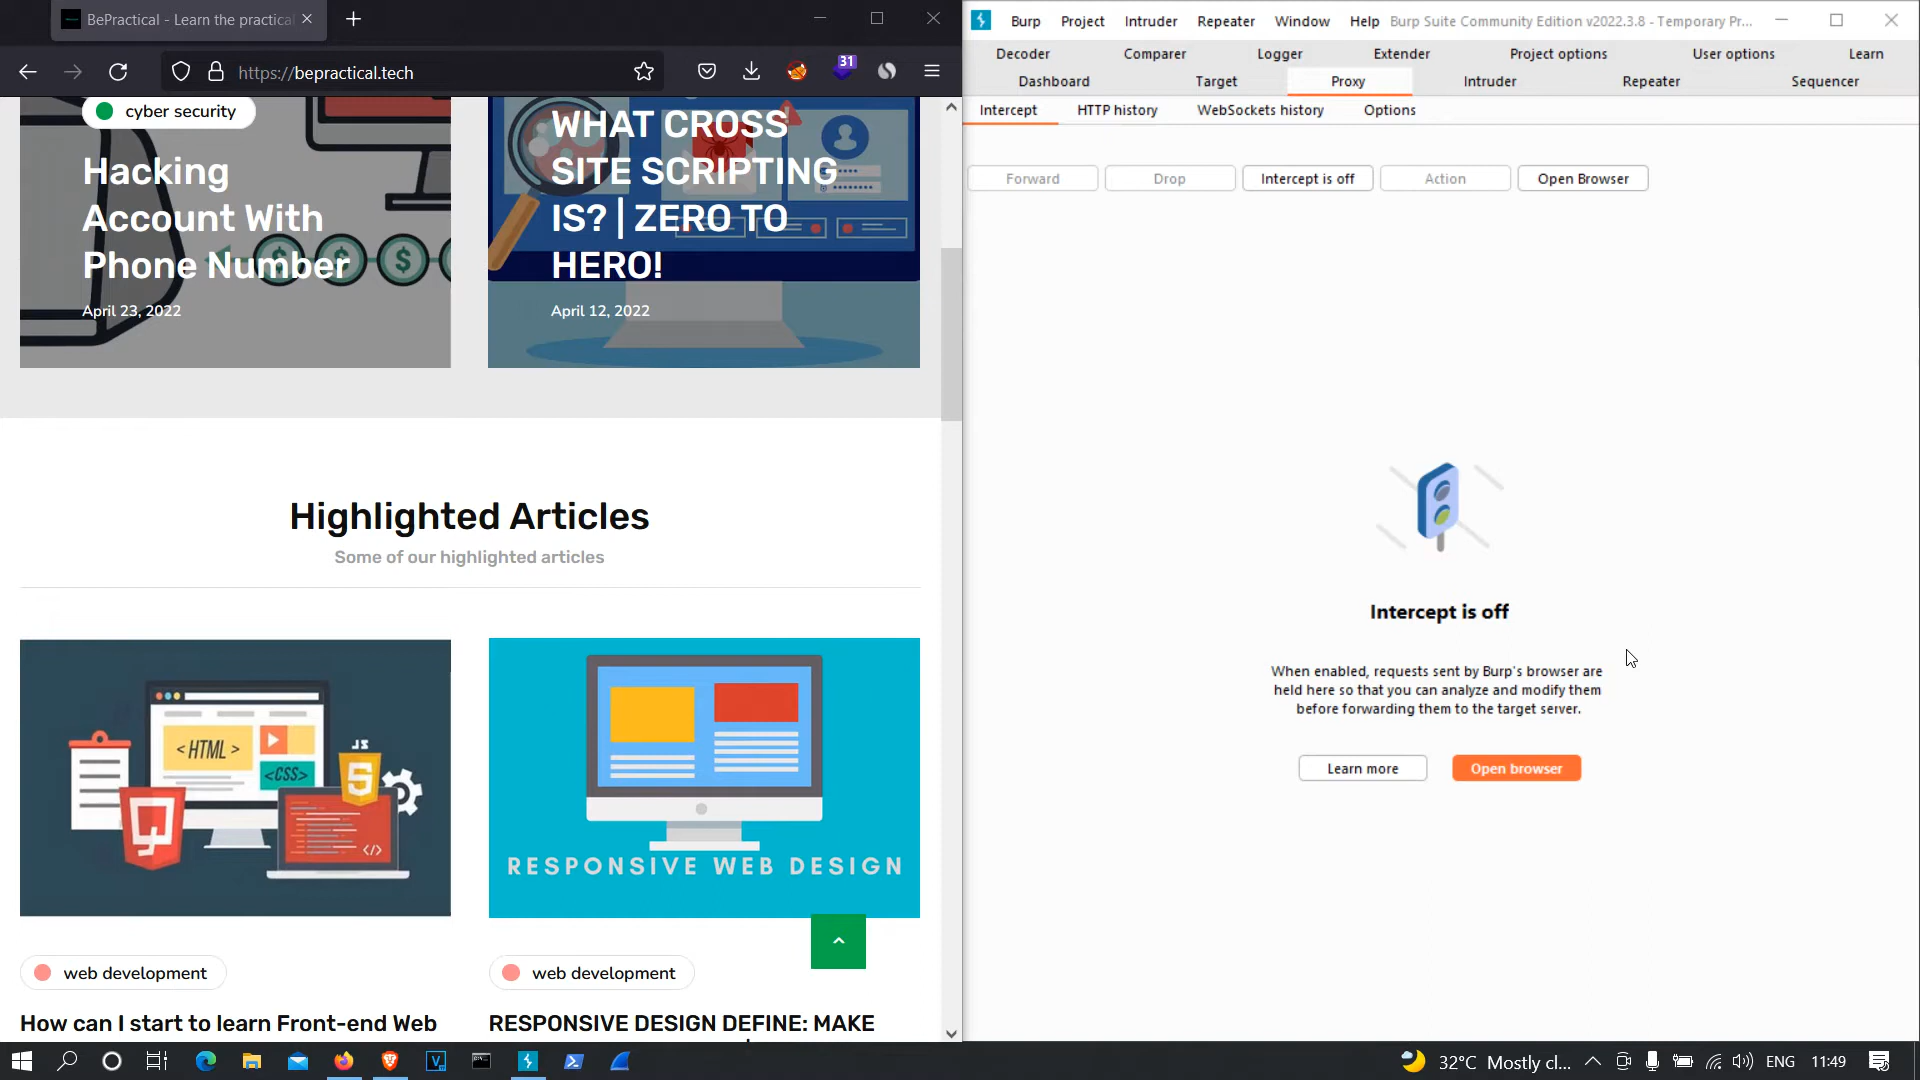 BePractical - Learn the practical
https://bepractical.tech
31
cyber security
Hacking
Account With
Phone Number
April 23, 2022
WHAT CROSS
SITE SCRIPTING
IS? | ZERO TO
HERO!
April 12, 2022
Highlighted Articles
Some of our highlighted articles
<HTML>
<CSS>
JS
5
</>
RESPONSIVE WEB DESIGN
web development
web development
How can I start to learn Front-end Web
RESPONSIVE DESIGN DEFINE: MAKE
Burp Project Intruder Repeater Window Help Burp Suite Community Edition v2022.3.8 - Temporary Pr...
Decoder Comparer Logger Extender Project options User options Learn
Dashboard Target Proxy Intruder Repeater Sequencer
Intercept HTTP history WebSockets history Options
Forward Drop Intercept is off Action Open Browser
Intercept is off
When enabled, requests sent by Burp's browser are
held here so that you can analyze and modify them
before forwarding them to the target server.
Learn more Open browser
32°C Mostly cl... ENG 11:49